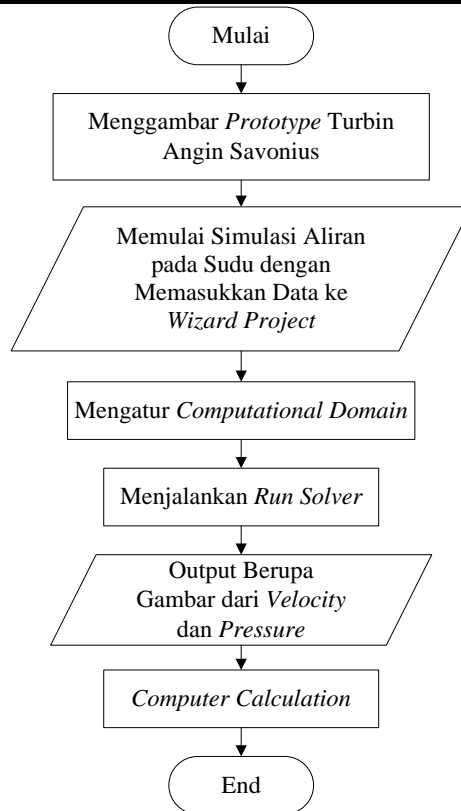 Mulai
Menggambar Prototype Turbin
Angin Savonius
Memulai Simulasi Aliran
pada Sudu dengan
Memasukkan Data ke
Wizard Project
Mengatur Computational Domain
Menjalankan Run Solver
Output Berupa
Gambar dari Velocity
dan Pressure
Computer Calculation
End